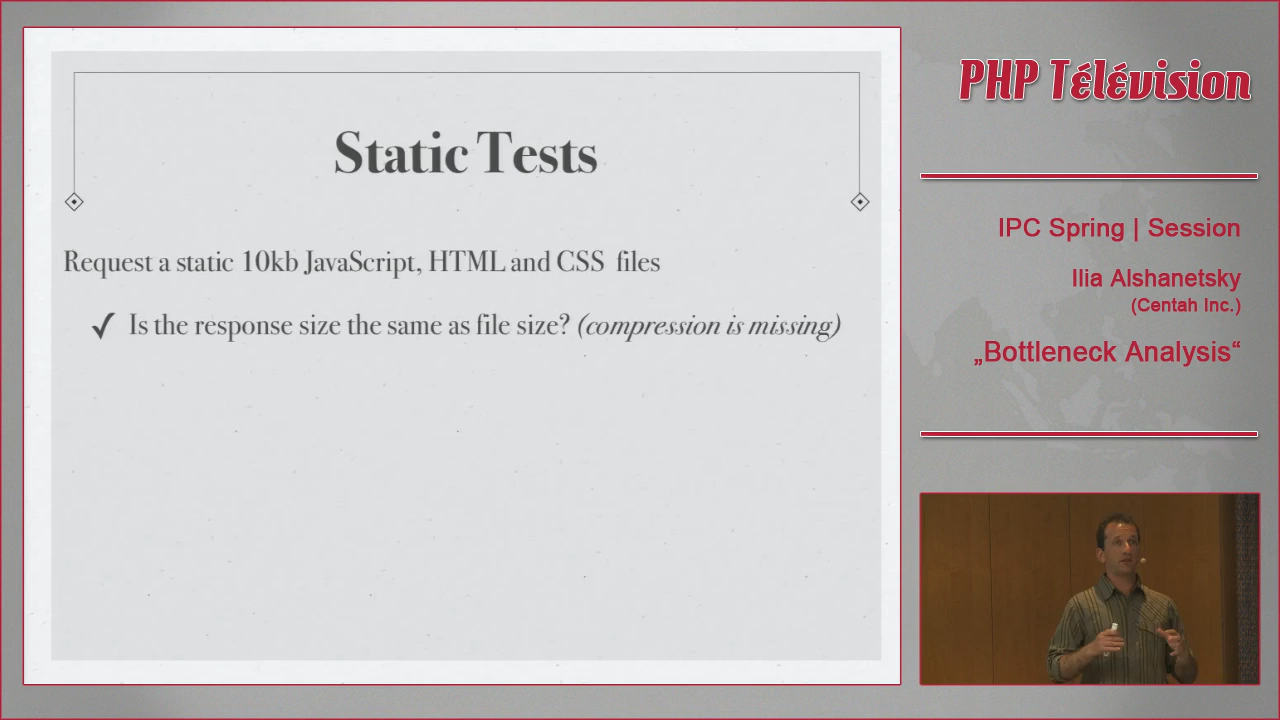 Static Tests
Request a static 10kb JavaScript, HTML and CSS files
✓ Is the response size the same as file size? (compression is missing)
PHP Télévision
IPC Spring | Session
Ilia Alshanetsky
(Centah Inc.)
„Bottleneck Analysis“